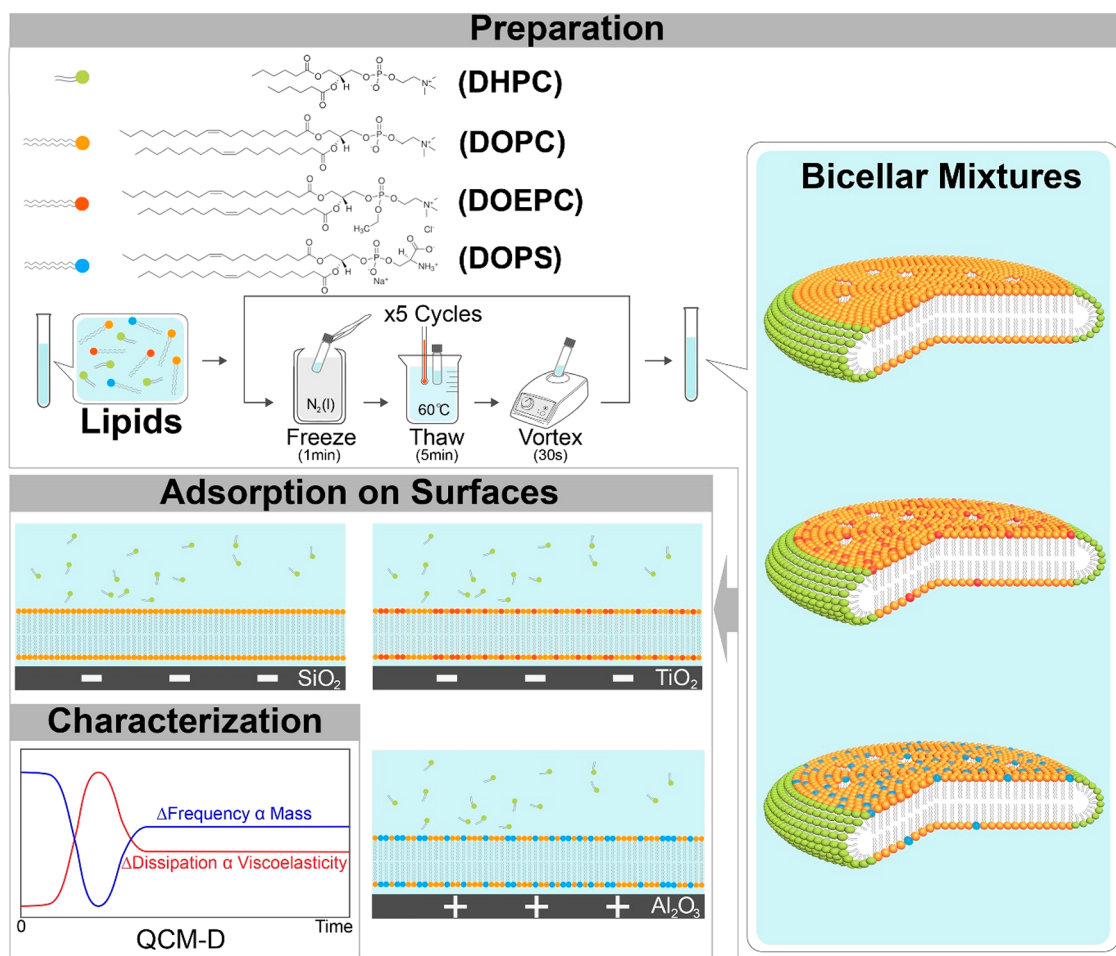 Preparation
(DHPC)
(DOPC)
(DOEPC)
(DOPS)
Bicellar Mixtures
x5 Cycles
N₂(l)
60℃
Lipids
Freeze
(1min)
Thaw
(5min)
Vortex
(30s)
Adsorption on Surfaces
SiO₂
TiO₂
Characterization
ΔFrequency α Mass
ΔDissipation α Viscoelasticity
0
Time
QCM-D
Al₂O₃